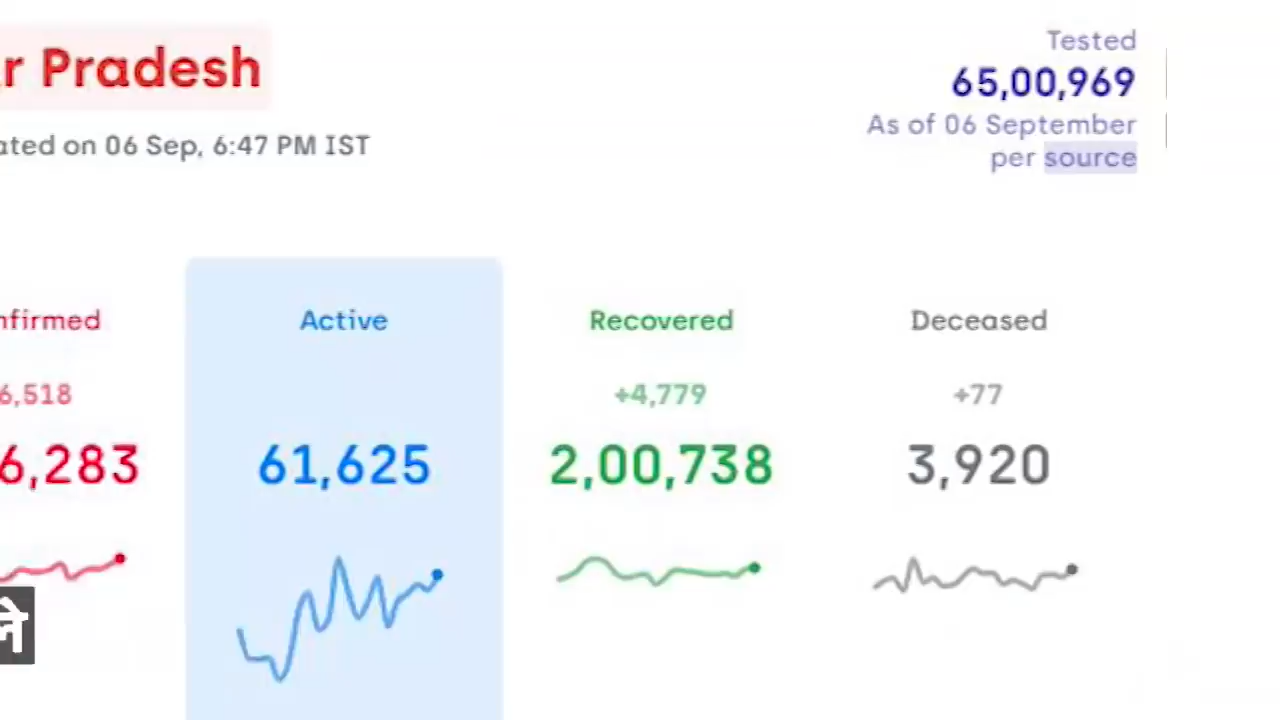 r Pradesh
ated on 06 Sep, 6:47 PM IST
Tested
65,00,969
As of 06 September
per source
nfirmed
6,518
6,283
Active
61,625
Recovered
+4,779
2,00,738
Deceased
+77
3,920
ले